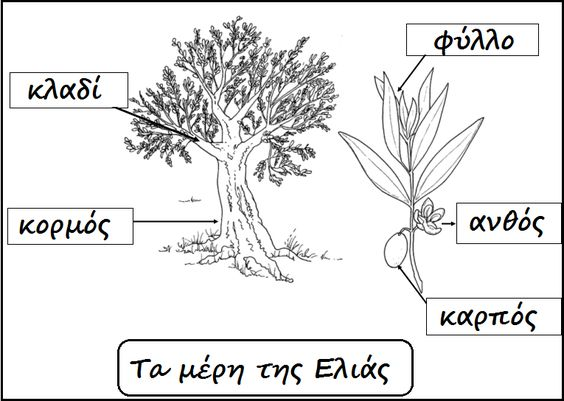 φύλλο
κλαδί
κορμός
ανθός
καρπός
Τα μέρη της Ελιάς